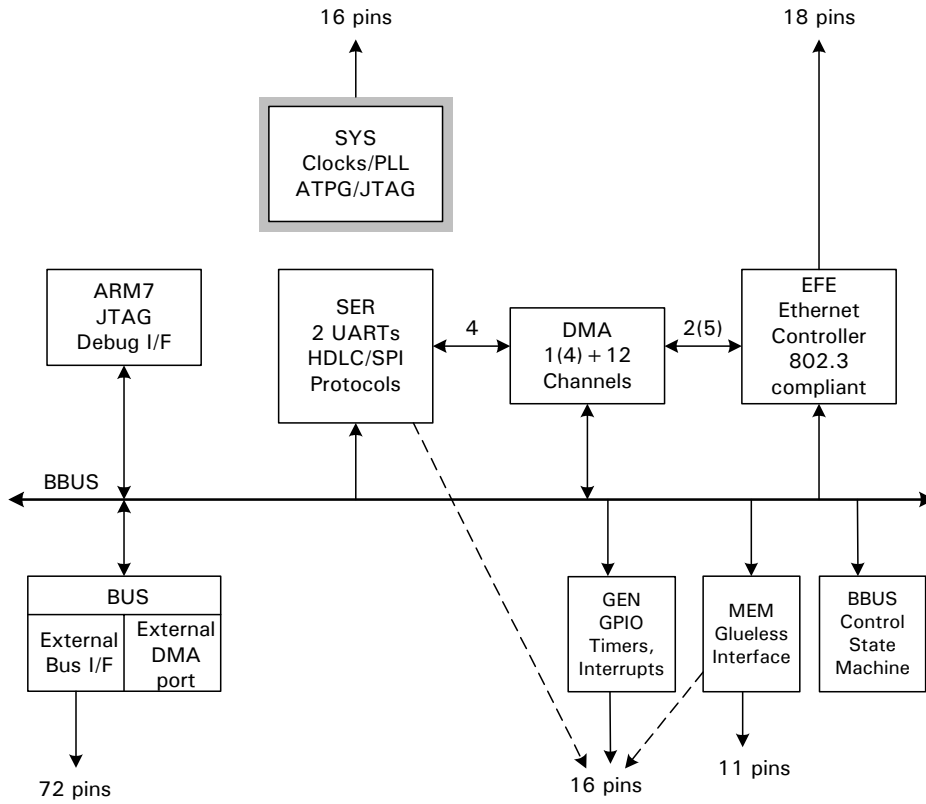 16 pins
18 pins
SYS
Clocks/PLL
ATPG/JTAG
ARM7
JTAG
Debug I/F
SER
2 UARTs
HDLC/SPI
Protocols
4
DMA
1(4) + 12
Channels
2(5)
EFE
Ethernet
Controller
802.3
compliant
BBUS
BUS
External
Bus I/F
External
DMA
port
GEN
GPIO
Timers,
Interrupts
MEM
Glueless
Interface
BBUS
Control
State
Machine
72 pins
16 pins
11 pins